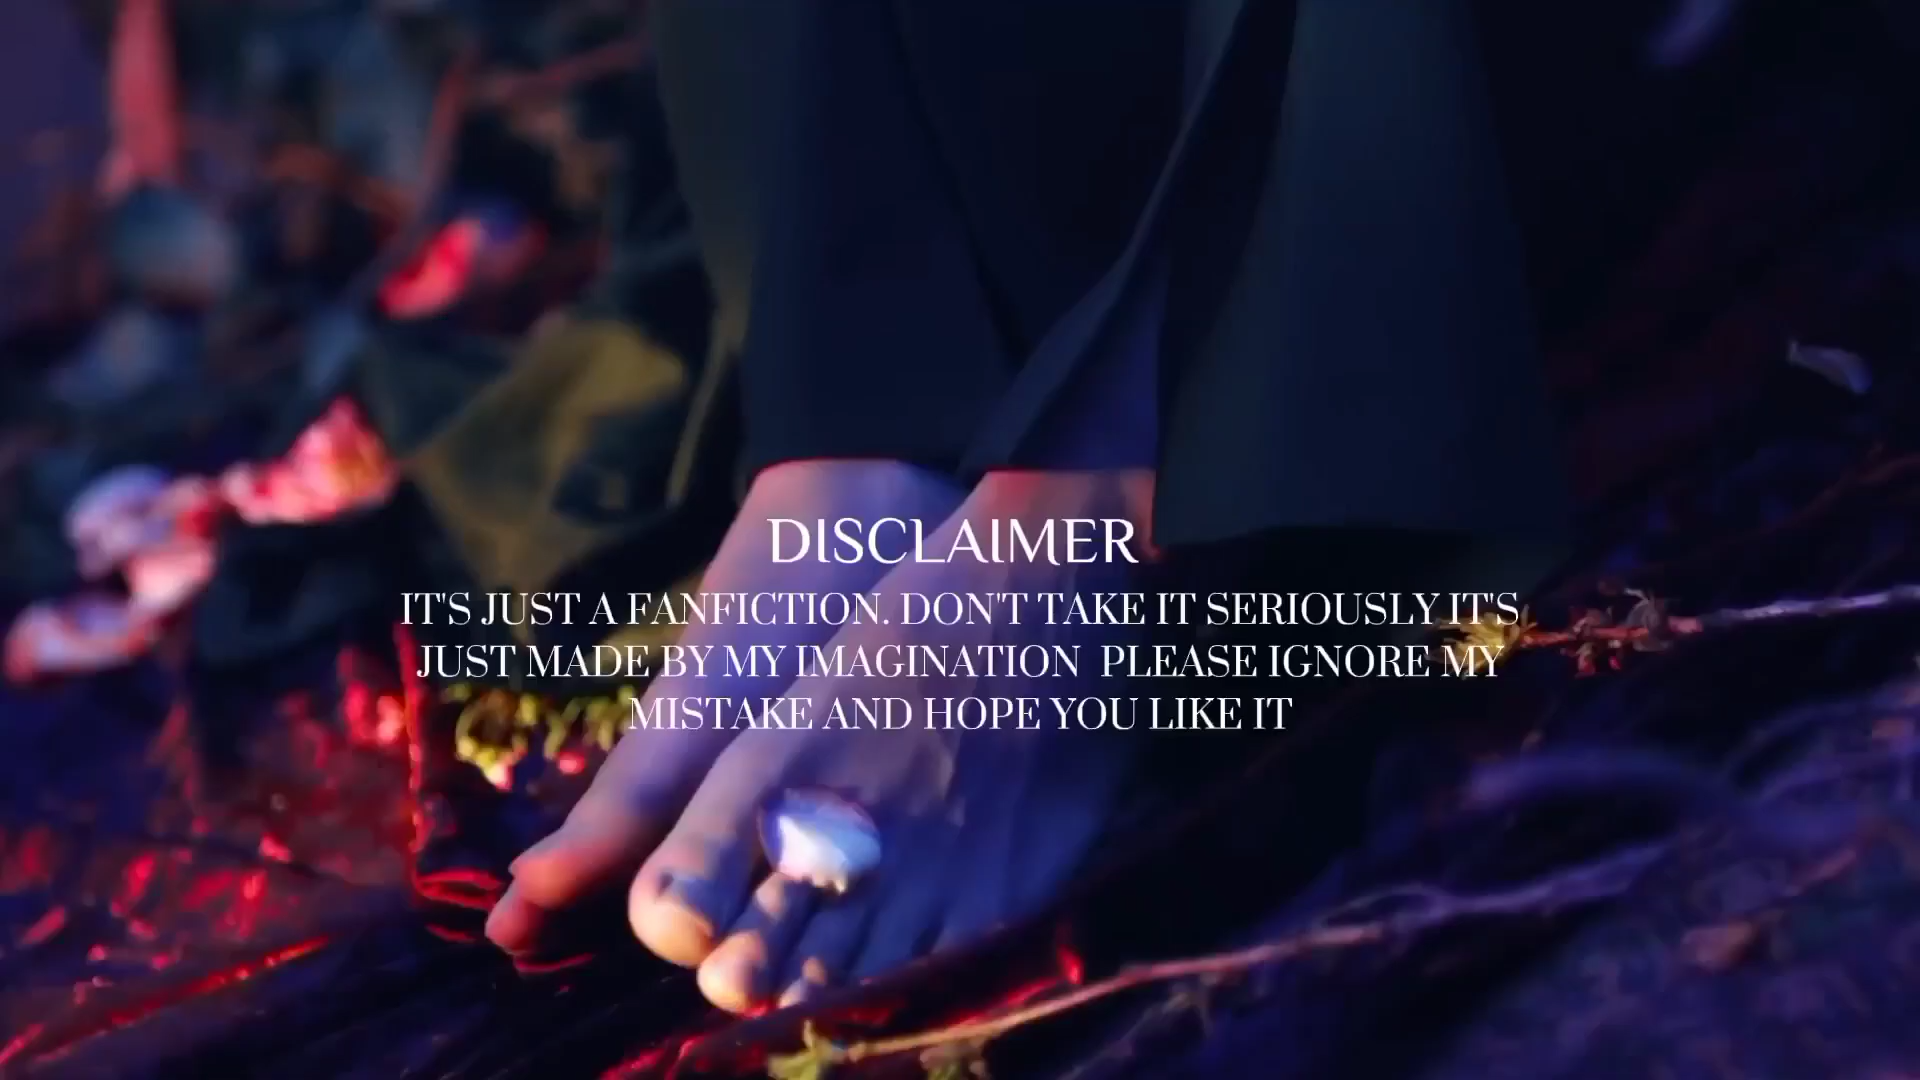 DISCLAIMER
IT'S JUST A FANFICTION. DON'T TAKE IT SERIOUSLY.IT'S
JUST MADE BY MY IMAGINATION  PLEASE IGNORE MY
MISTAKE AND HOPE YOU LIKE IT